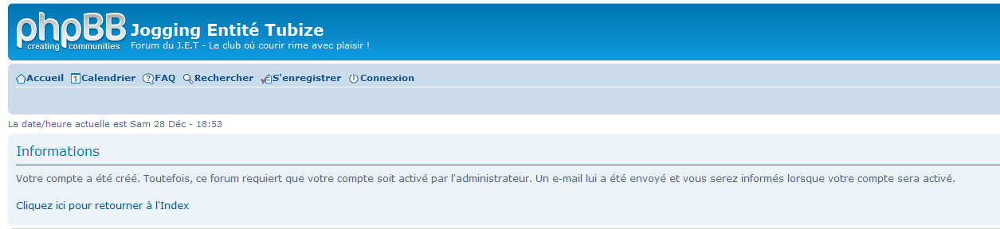 phpBB
creating communities
Jogging Entité Tubize
Forum du J.E.T - Le club où courir rime avec plaisir !
Accueil Calendrier FAQ Rechercher S'enregistrer Connexion
La date/heure actuelle est Sam 28 Déc - 18:53
Informations
Votre compte a été créé. Toutefois, ce forum requiert que votre compte soit activé par l'administrateur. Un e-mail lui a été envoyé et vous serez informés lorsque votre compte sera activé.
Cliquez ici pour retourner à l'Index